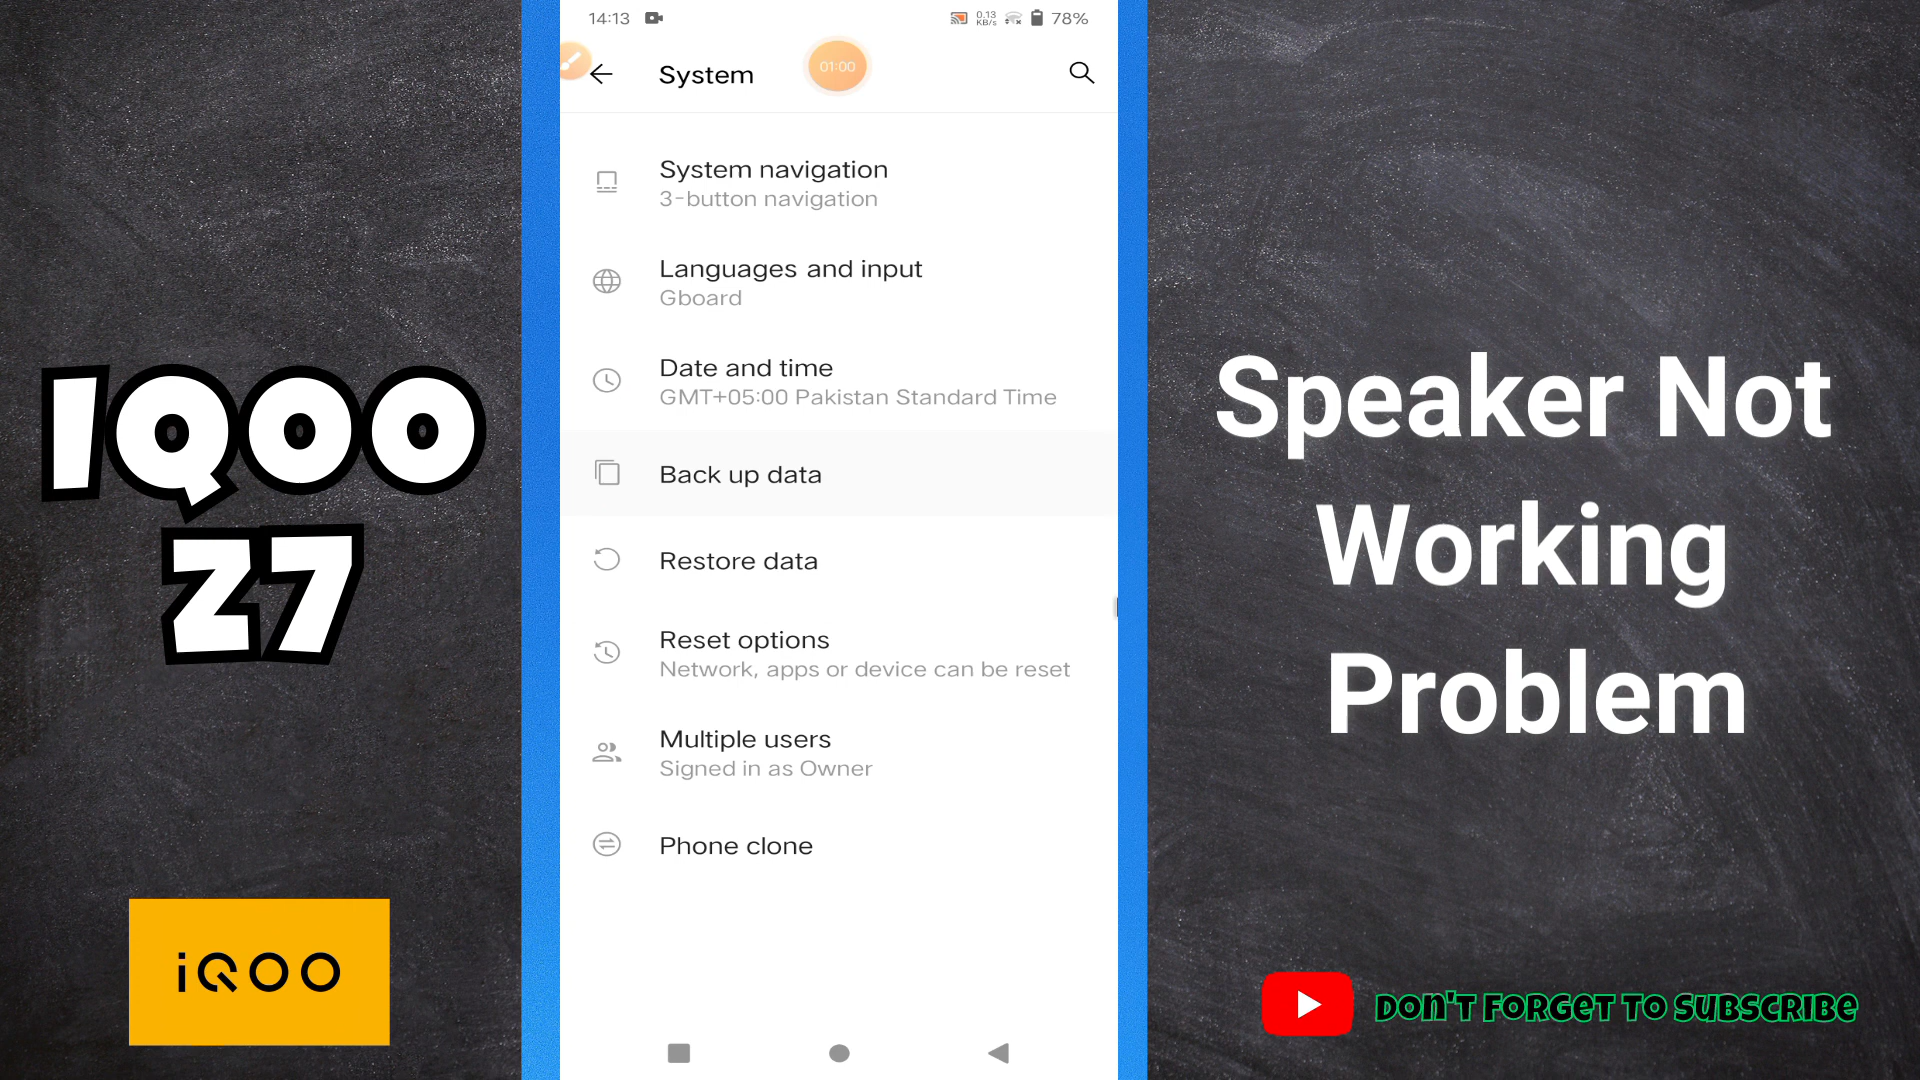 14:13
0.13
KB/s
78%
System
01:00
System navigation
3-button navigation
Languages and input
Gboard
Date and time
GMT+05:00 Pakistan Standard Time
Back up data
Restore data
Reset options
Network, apps or device can be reset
Multiple users
Signed in as Owner
Phone clone
IQOO
Z7
iQOO
Speaker Not
Working
Problem
DON'T FORGET TO SUBSCRIBE